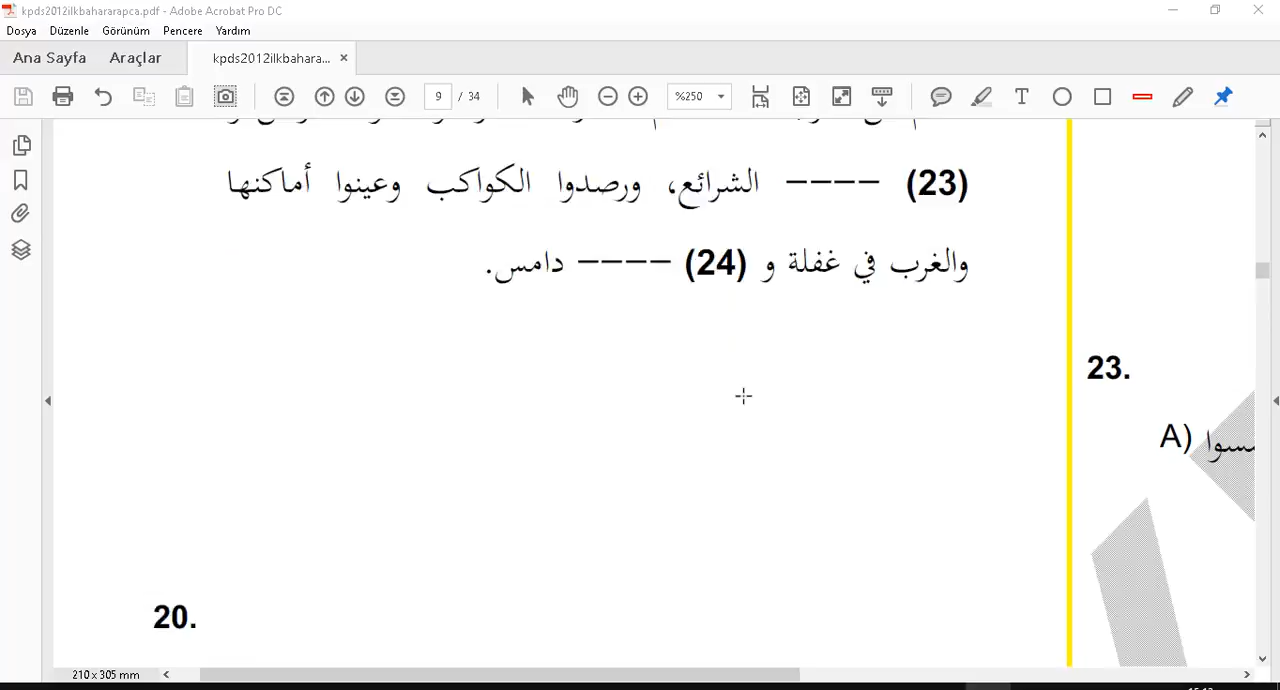 kpds2012ilkbahararapca.pdf - Adobe Acrobat Pro DC
Dosya Düzenle Görünüm Pencere Yardım
Ana Sayfa Araçlar kpds2012ilkbahara... ×
9 / 34 %250
(23) ---- الشرائع، ورصدوا الكواكب وعينوا أماكنها
والغرب في غفلة و (24) ---- دامس.
23.
A)
20.
210 x 305 mm